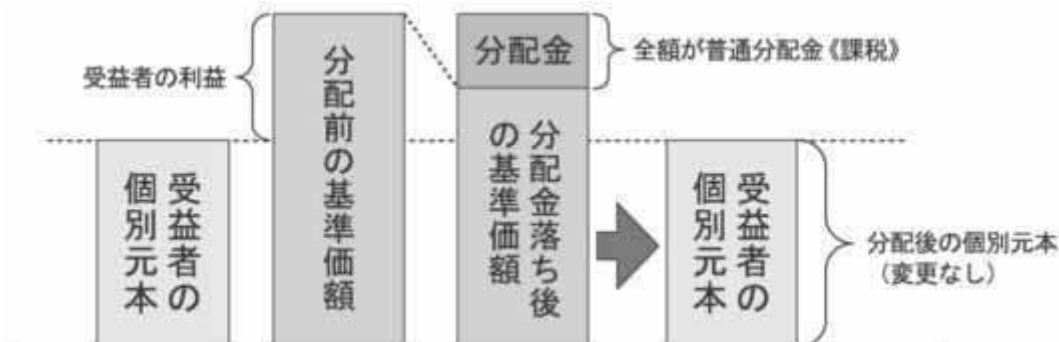 受益者の利益
受益者の
個別元本
分配前の基準価額
分配金
全額が普通分配金《課税》
分配金落ち後
の基準価額
受益者の
個別元本
分配後の個別元本
（変更なし）